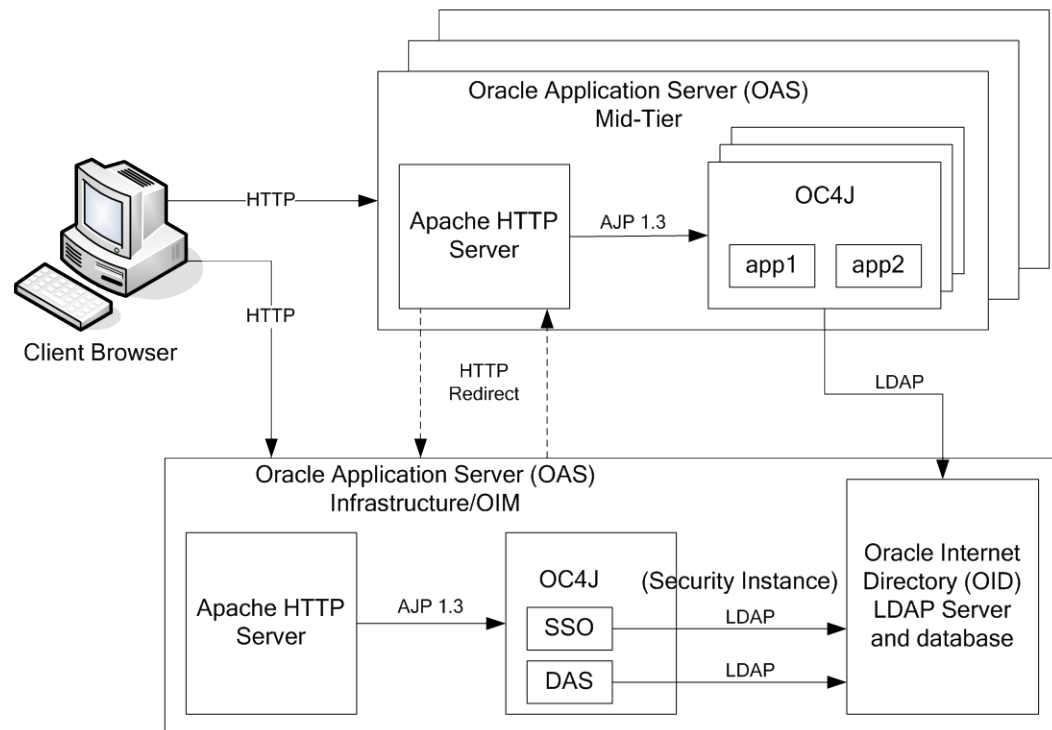 Oracle Application Server (OAS)
Mid-Tier
Apache HTTP
Server
AJP 1.3
OC4J
app1
app2
HTTP
HTTP
Client Browser
HTTP
Redirect
LDAP
Oracle Application Server (OAS)
Infrastructure/OIM
Apache HTTP
Server
AJP 1.3
OC4J
SSO
DAS
(Security Instance)
LDAP
LDAP
Oracle Internet
Directory (OID)
LDAP Server
and database